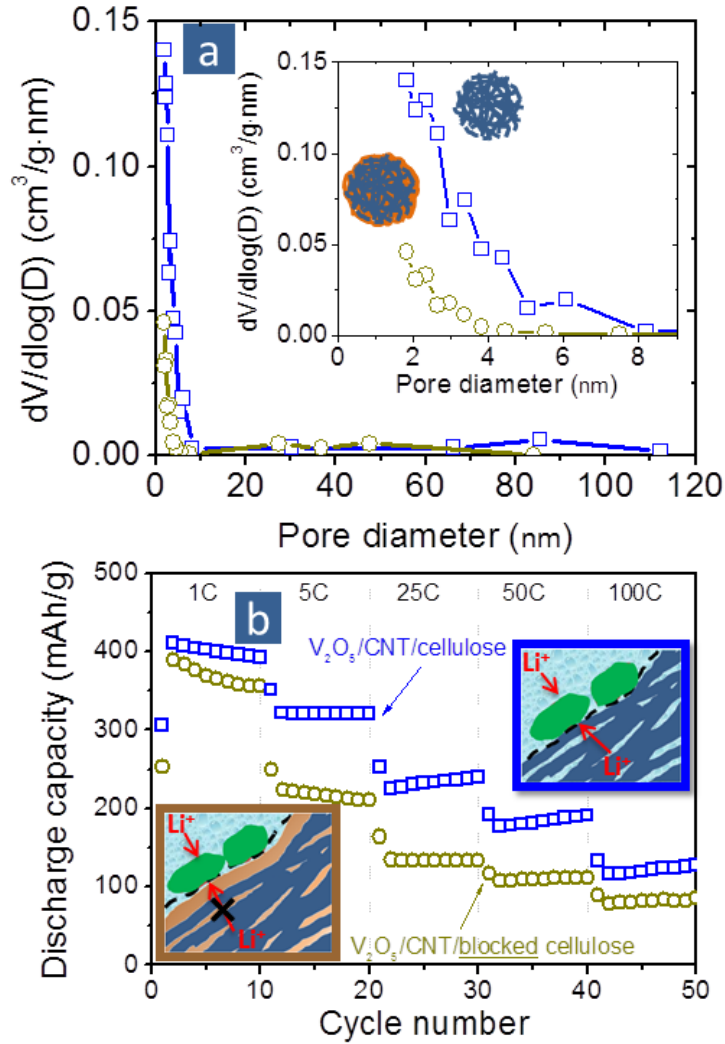 a
0.15
0.10
0.05
0.00
dV/dlog(D) (cm³/g·nm)
0 20 40 60 80 100 120
Pore diameter (nm)
0.15
0.10
0.05
0.00
dV/dlog(D) (cm³/g·nm)
0 2 4 6 8
Pore diameter (nm)
b
500
400
300
200
100
0
Discharge capacity (mAh/g)
1C 5C 25C 50C 100C
V₂O₅/CNT/cellulose
Li⁺
Li⁺
Li⁺
Li⁺
V₂O₅/CNT/blocked cellulose
0 10 20 30 40 50
Cycle number